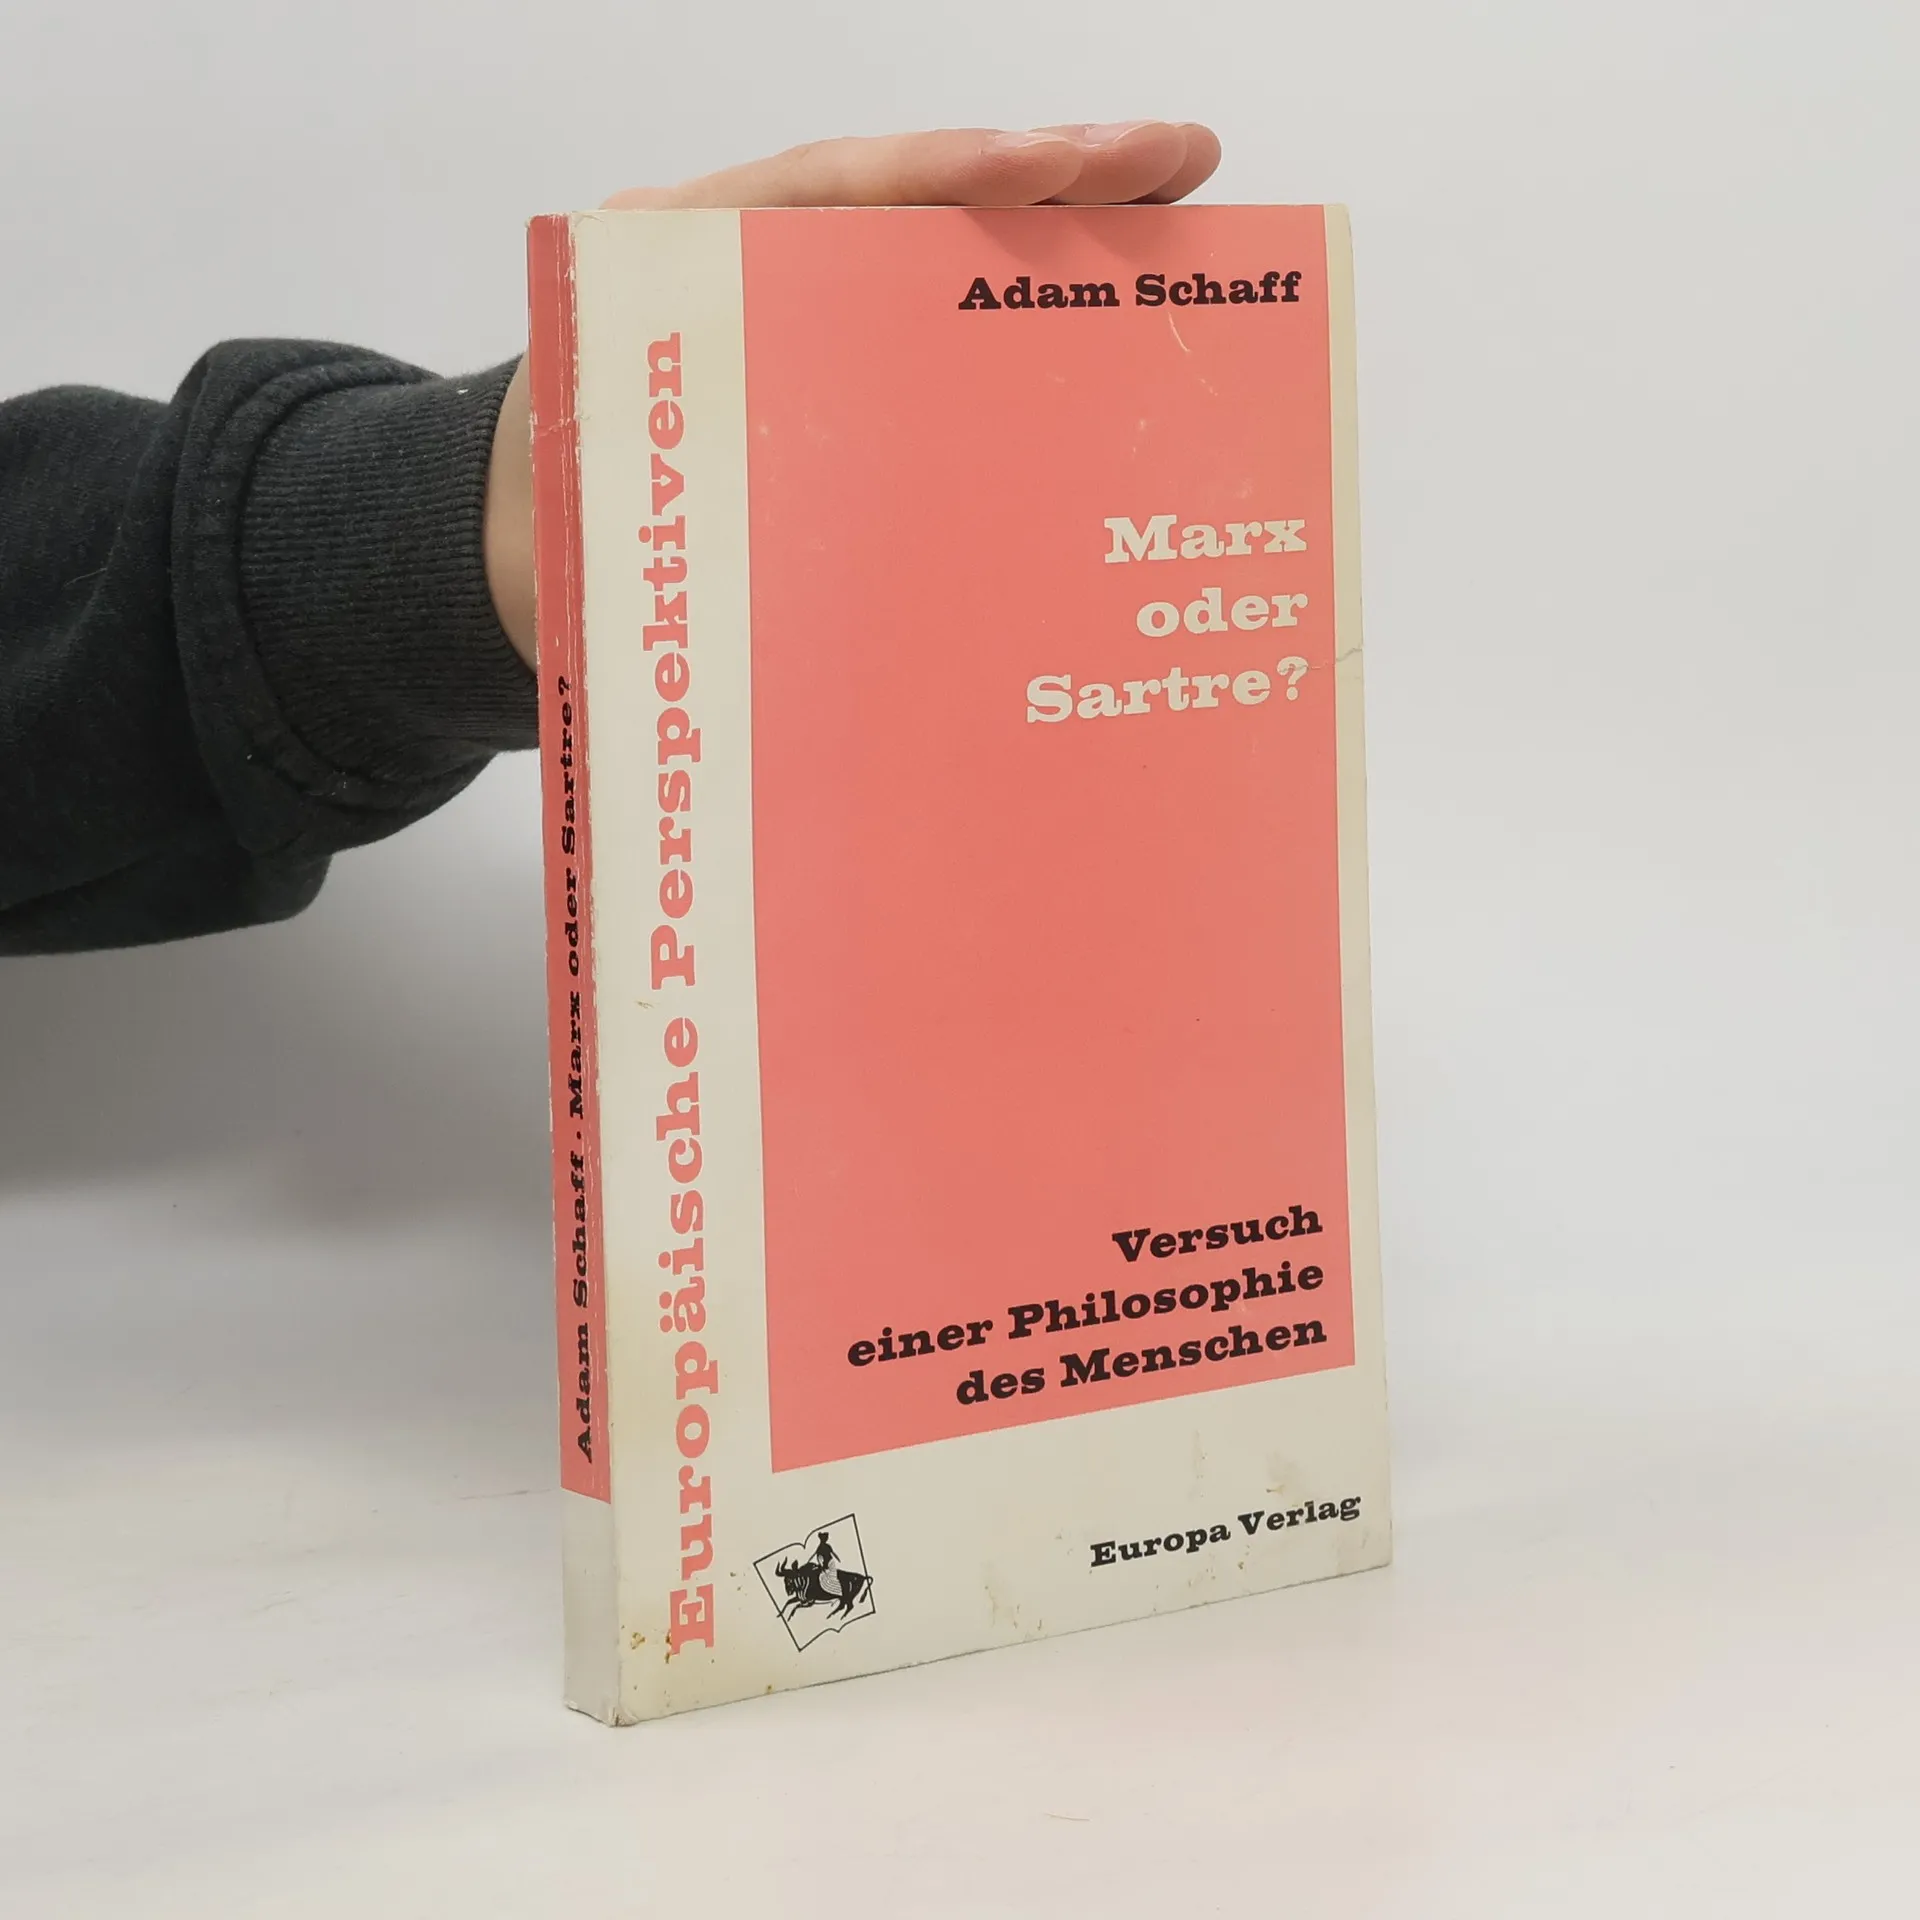 Adam Schaff
Marx
oder
Sartre?
Versuch
einer Philosophie
des Menschen
Europa Verlag
Europäische Perspektiven
Adam Schaff · Marx oder Sartre?